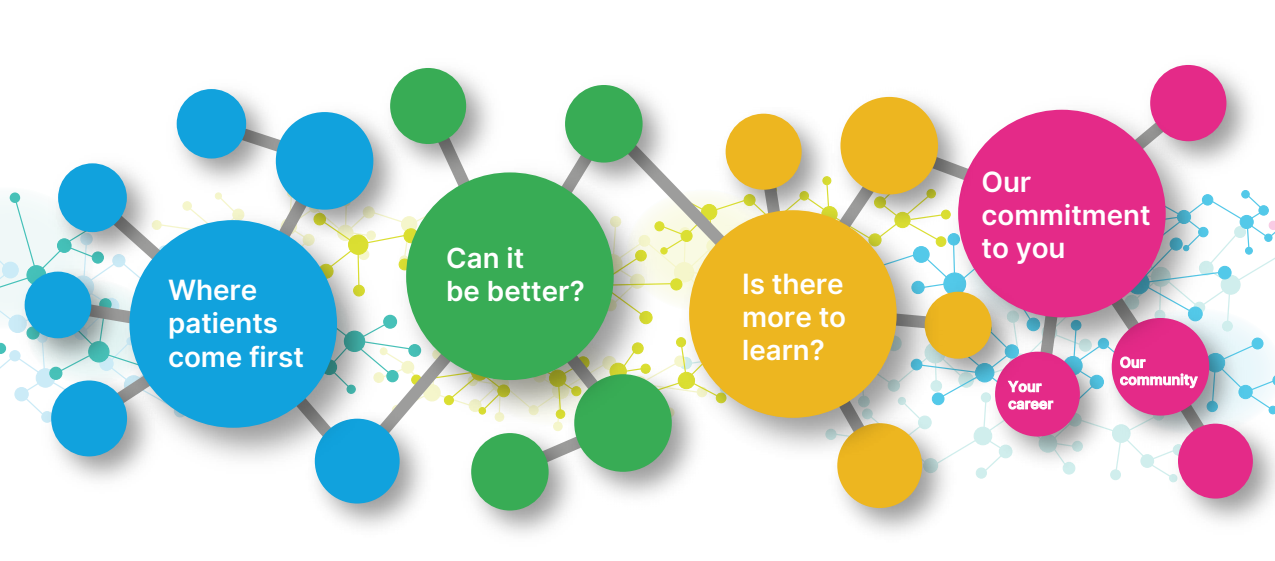 Where
patients
come first
Can it
be better?
Is there
more to
learn?
Our
commitment
to you
Your
career
Our
community